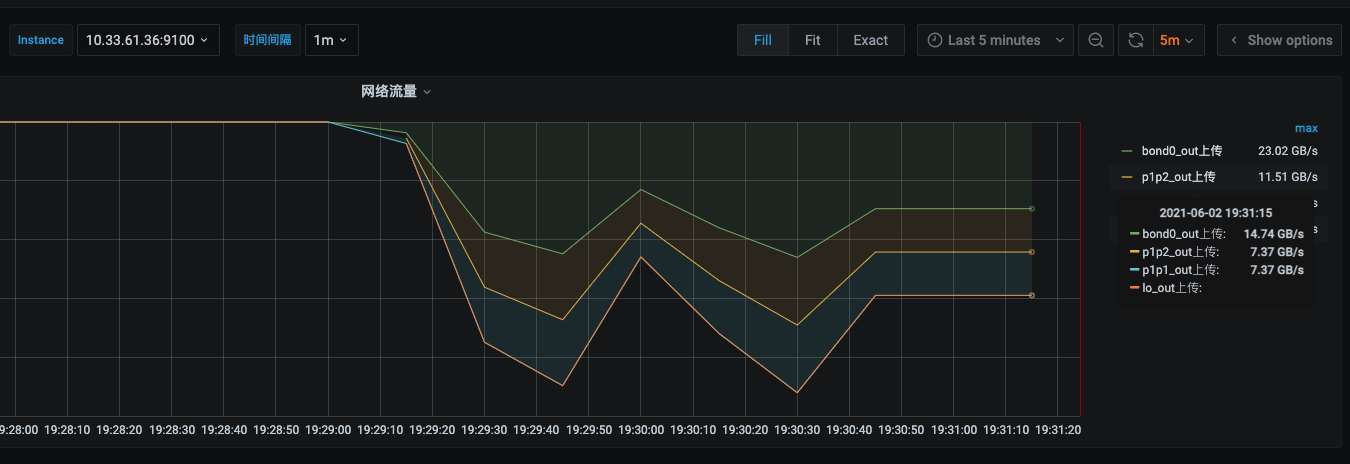 Instance 10.33.61.36:9100 时间间隔 1m Fill Fit Exact Last 5 minutes 5m Show options
网络流量
max
bond0_out上传 23.02 GB/s
p1p2_out上传 11.51 GB/s
s
2021-06-02 19:31:15
s
bond0_out上传: 14.74 GB/s
p1p2_out上传: 7.37 GB/s
p1p1_out上传: 7.37 GB/s
lo_out上传:
9:28:00 19:28:10 19:28:20 19:28:30 19:28:40 19:28:50 19:29:00 19:29:10 19:29:20 19:29:30 19:29:40 19:29:50 19:30:00 19:30:10 19:30:20 19:30:30 19:30:40 19:30:50 19:31:00 19:31:10 19:31:20